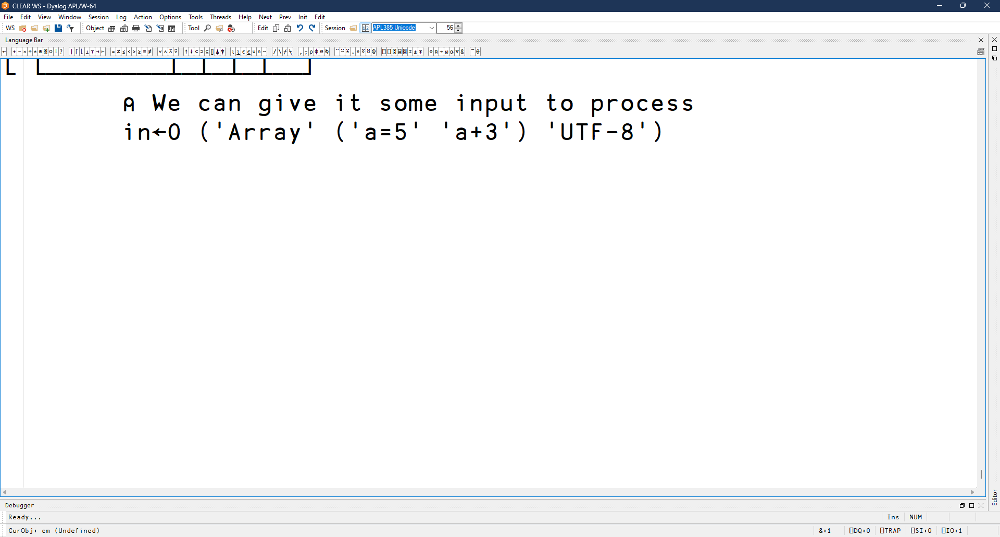 CLEAR WS - Dyalog APL/W-64
File Edit View Window Session Log Action Options Tools Threads Help Next Prev Init Edit
WS Object Tool Edit Session APL385 Unicode 56
Language Bar
← + - × ÷ * ⍟ ⌹ ○ ! ? | ⌈ ⌊ ⊥ ⊤ ⊣ ⊢ = ≠ ≤ < > ≥ ≡ ≢ ∨ ∧ ⍲ ⍱ ↑ ↓ ⊂ ⊃ ⊆ ⌷ ⍋ ⍒ ⍳ ⍸ ∊ ⍷ ∪ ∩ ~ / \ ⌿ ⍀ , ⍪ ⍴ ⌽ ⊖ ⍉ ¨ ⍨ ⍣ . ∘ ⍤ ⍥ @ ⍞ ⎕ ⍠ ⌸ ⌺ ⌶ ⍎ ⍕ ⋄ ⍝ → ⍵ ⍺ ∇ & ¯ ⍬
⍝ We can give it some input to process
in←0 ('Array' ('a=5' 'a+3') 'UTF-8')
Editor
Debugger
Ready...
Ins NUM
CurObj: cm (Undefined)
&:1 ⎕DQ:0 ⎕TRAP ⎕SI:0 ⎕IO:1